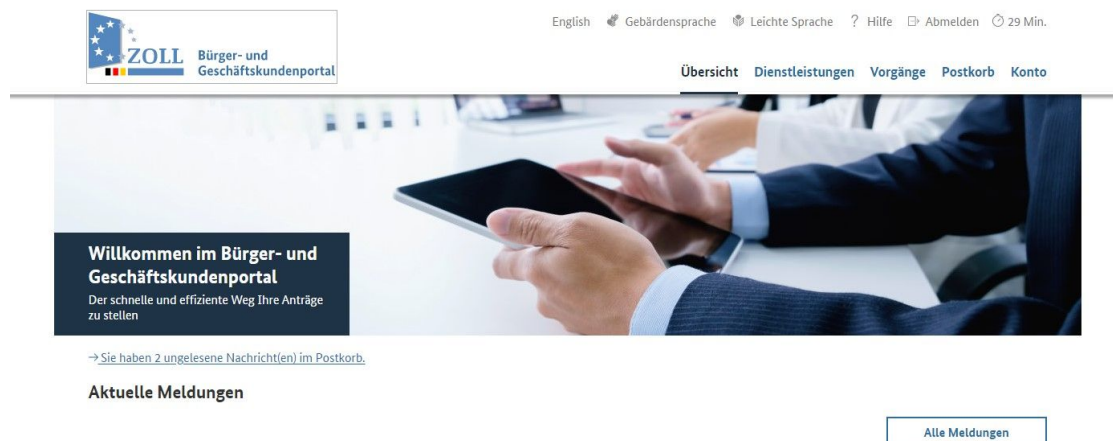 English Gebärdensprache Leichte Sprache ? Hilfe Abmelden 29 Min.
ZOLL Bürger- und
Geschäftskundenportal
Übersicht Dienstleistungen Vorgänge Postkorb Konto
Willkommen im Bürger- und
Geschäftskundenportal
Der schnelle und effiziente Weg Ihre Anträge
zu stellen
→ Sie haben 2 ungelesene Nachricht(en) im Postkorb.
Aktuelle Meldungen
Alle Meldungen